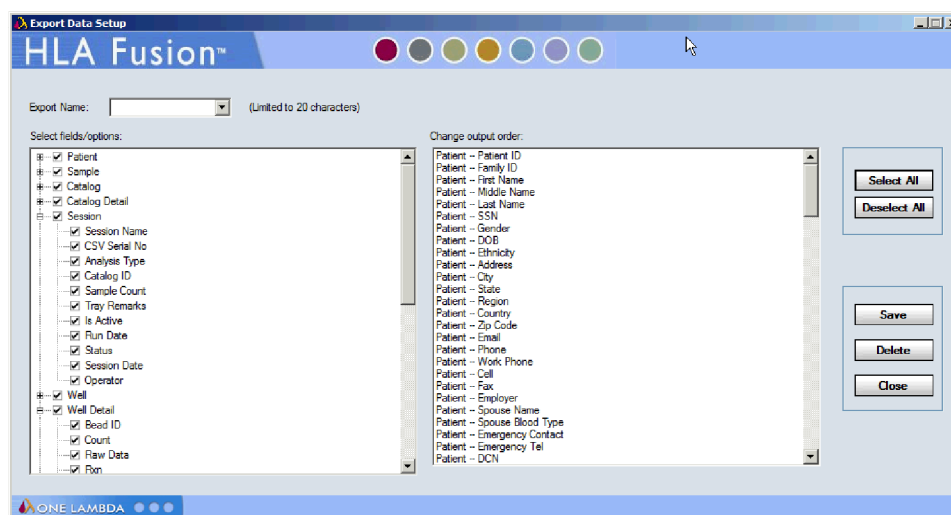 Export Data Setup
HLA Fusion™
Export Name:
(Limited to 20 characters)
Select fields/options:
Patient
Sample
Catalog
Catalog Detail
Session
Session Name
CSV Serial No
Analysis Type
Catalog ID
Sample Count
Tray Remarks
Is Active
Run Date
Status
Session Date
Operator
Well
Well Detail
Bead ID
Count
Raw Data
Rxn
Change output order:
Patient -- Patient ID
Patient -- Family ID
Patient -- First Name
Patient -- Middle Name
Patient -- Last Name
Patient -- SSN
Patient -- Gender
Patient -- DOB
Patient -- Ethnicity
Patient -- Address
Patient -- City
Patient -- State
Patient -- Region
Patient -- Country
Patient -- Zip Code
Patient -- Email
Patient -- Phone
Patient -- Work Phone
Patient -- Cell
Patient -- Fax
Patient -- Employer
Patient -- Spouse Name
Patient -- Spouse Blood Type
Patient -- Emergency Contact
Patient -- Emergency Tel
Patient -- DCN
Select All
Deselect All
Save
Delete
Close
ONE LAMBDA